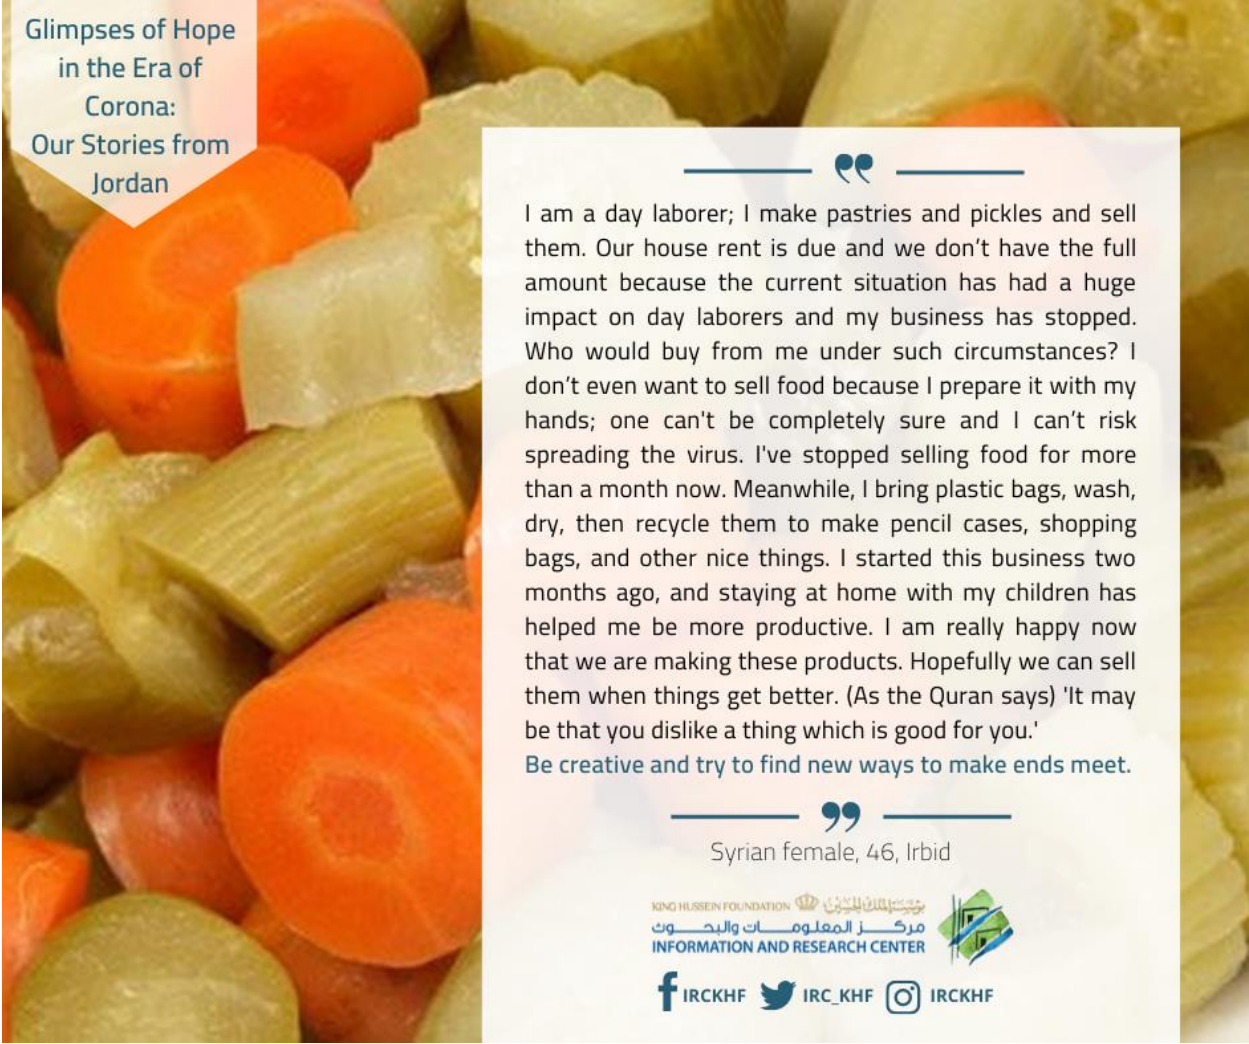 Glimpses of Hope
in the Era of
Corona:
Our Stories from
Jordan
I am a day laborer; I make pastries and pickles and sell
them. Our house rent is due and we don’t have the full
amount because the current situation has had a huge
impact on day laborers and my business has stopped.
Who would buy from me under such circumstances? I
don’t even want to sell food because I prepare it with my
hands; one can't be completely sure and I can’t risk
spreading the virus. I've stopped selling food for more
than a month now. Meanwhile, I bring plastic bags, wash,
dry, then recycle them to make pencil cases, shopping
bags, and other nice things. I started this business two
months ago, and staying at home with my children has
helped me be more productive. I am really happy now
that we are making these products. Hopefully we can sell
them when things get better. (As the Quran says) 'It may
be that you dislike a thing which is good for you.'
Be creative and try to find new ways to make ends meet.
Syrian female, 46, Irbid
KING HUSSEIN FOUNDATION مؤسسة الملك الحسين
مركز المعلومات والبحوث
INFORMATION AND RESEARCH CENTER
IRCKHF IRC_KHF IRCKHF